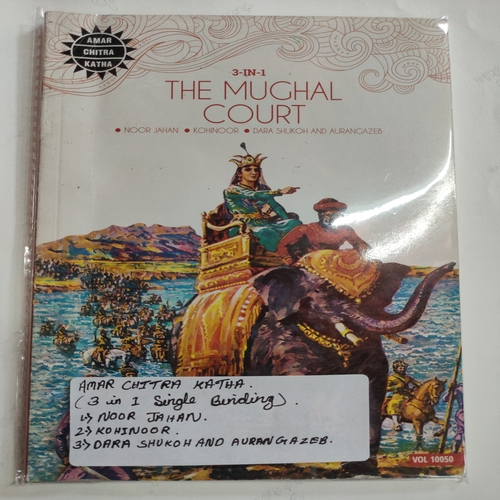 AMAR
CHITRA
KATHA
3-IN-1
THE MUGHAL
COURT
• NOOR JAHAN • KOHINOOR • DARA SHUKOH AND AURANGAZEB
AMAR CHITRA KATHA.
(3 in 1 Single Binding).
1→ NOOR JAHAN.
2→ KOHINOOR.
3→ DARA SHUKOH AND AURANGAZEB.
VOL 10050